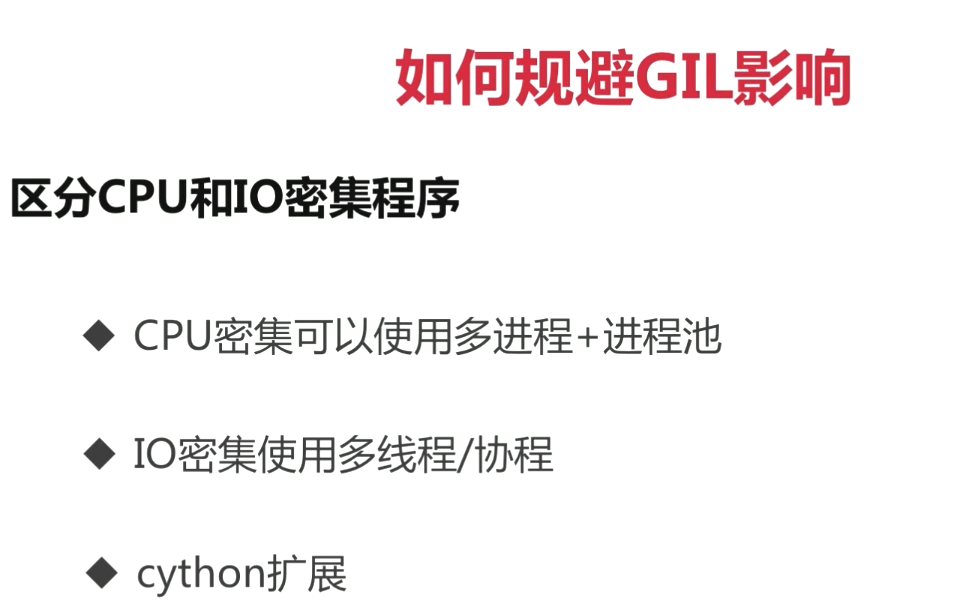 如何规避GIL影响
区分CPU和IO密集程序
◆ CPU密集可以使用多进程+进程池
◆ IO密集使用多线程/协程
◆ cython扩展